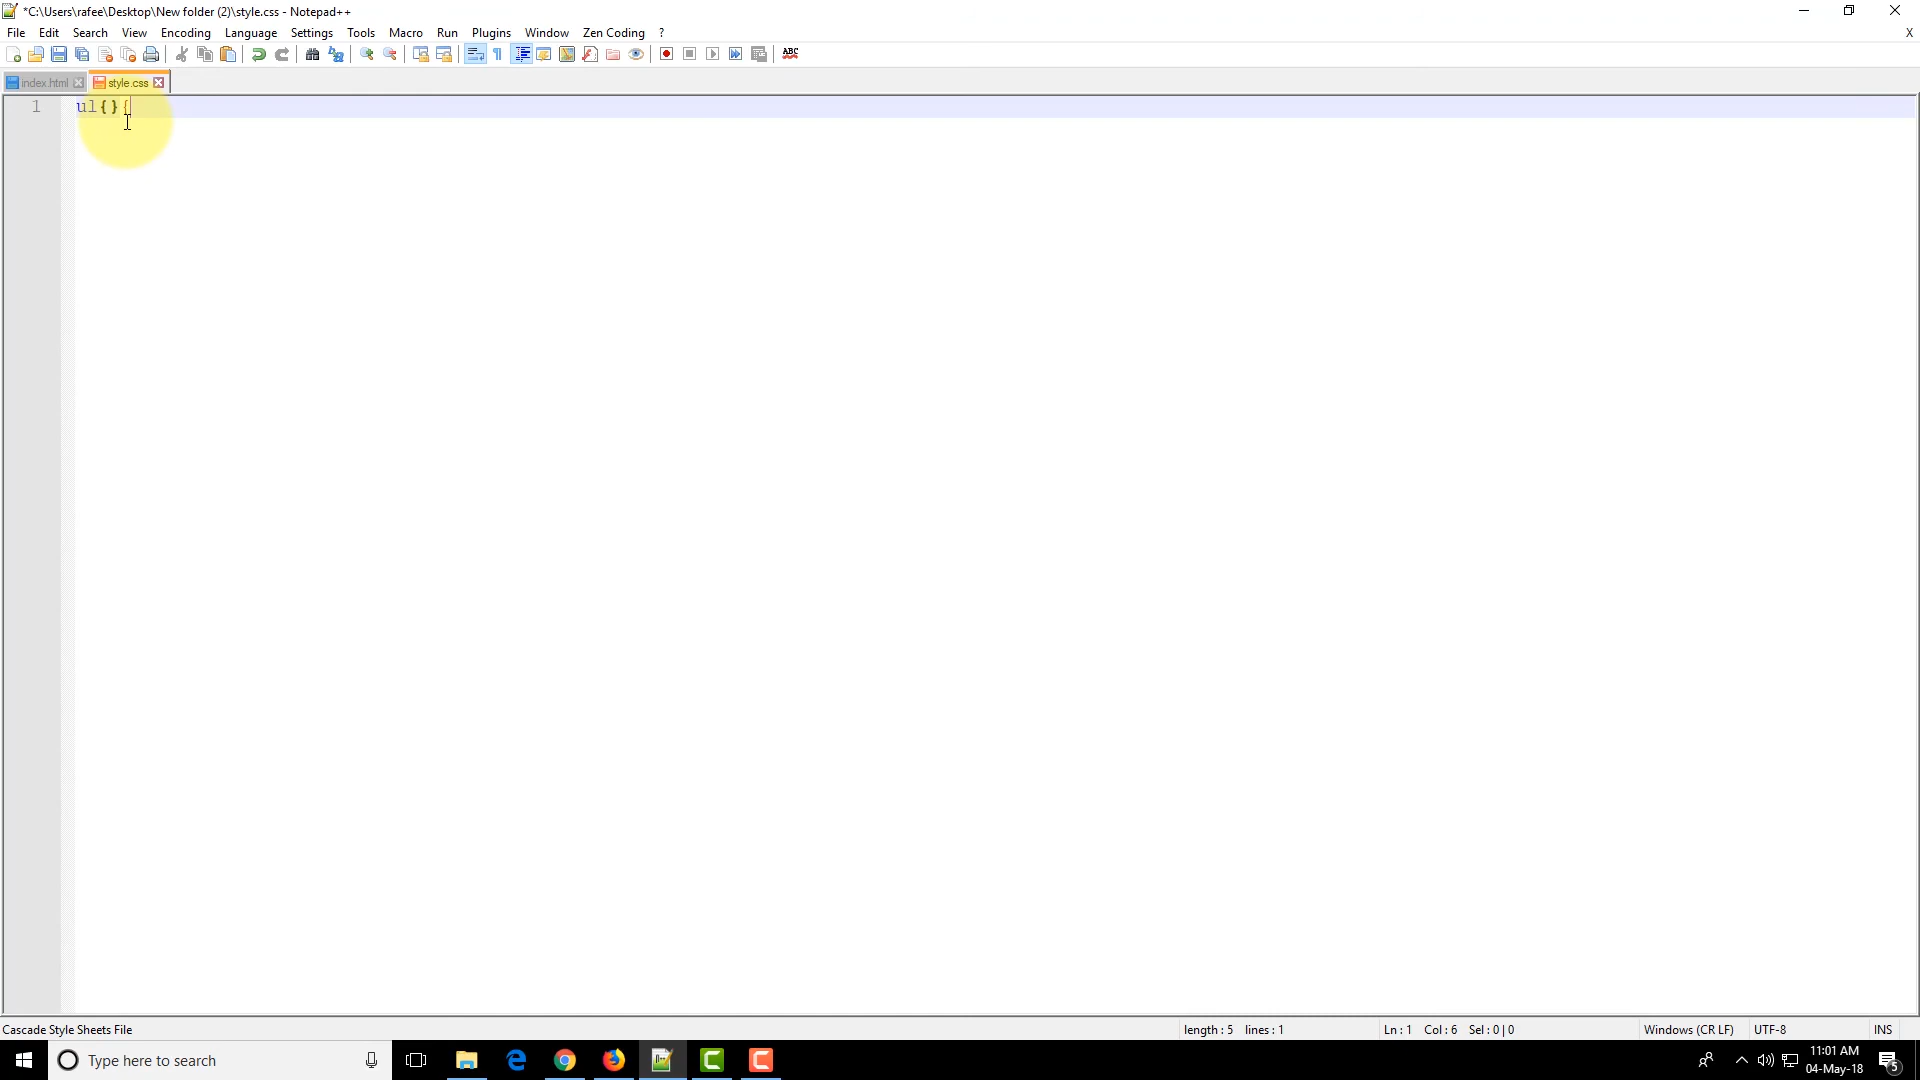 *C:\Users\rafee\Desktop\New folder (2)\style.css - Notepad++
File Edit Search View Encoding Language Settings Tools Macro Run Plugins Window Zen Coding ? X
ABC
index.html style.css
1 ul{}{
Cascade Style Sheets File length : 5 lines : 1 Ln : 1 Col : 6 Sel : 0 | 0 Windows (CR LF) UTF-8 INS
Type here to search
11:01 AM
04-May-18
5